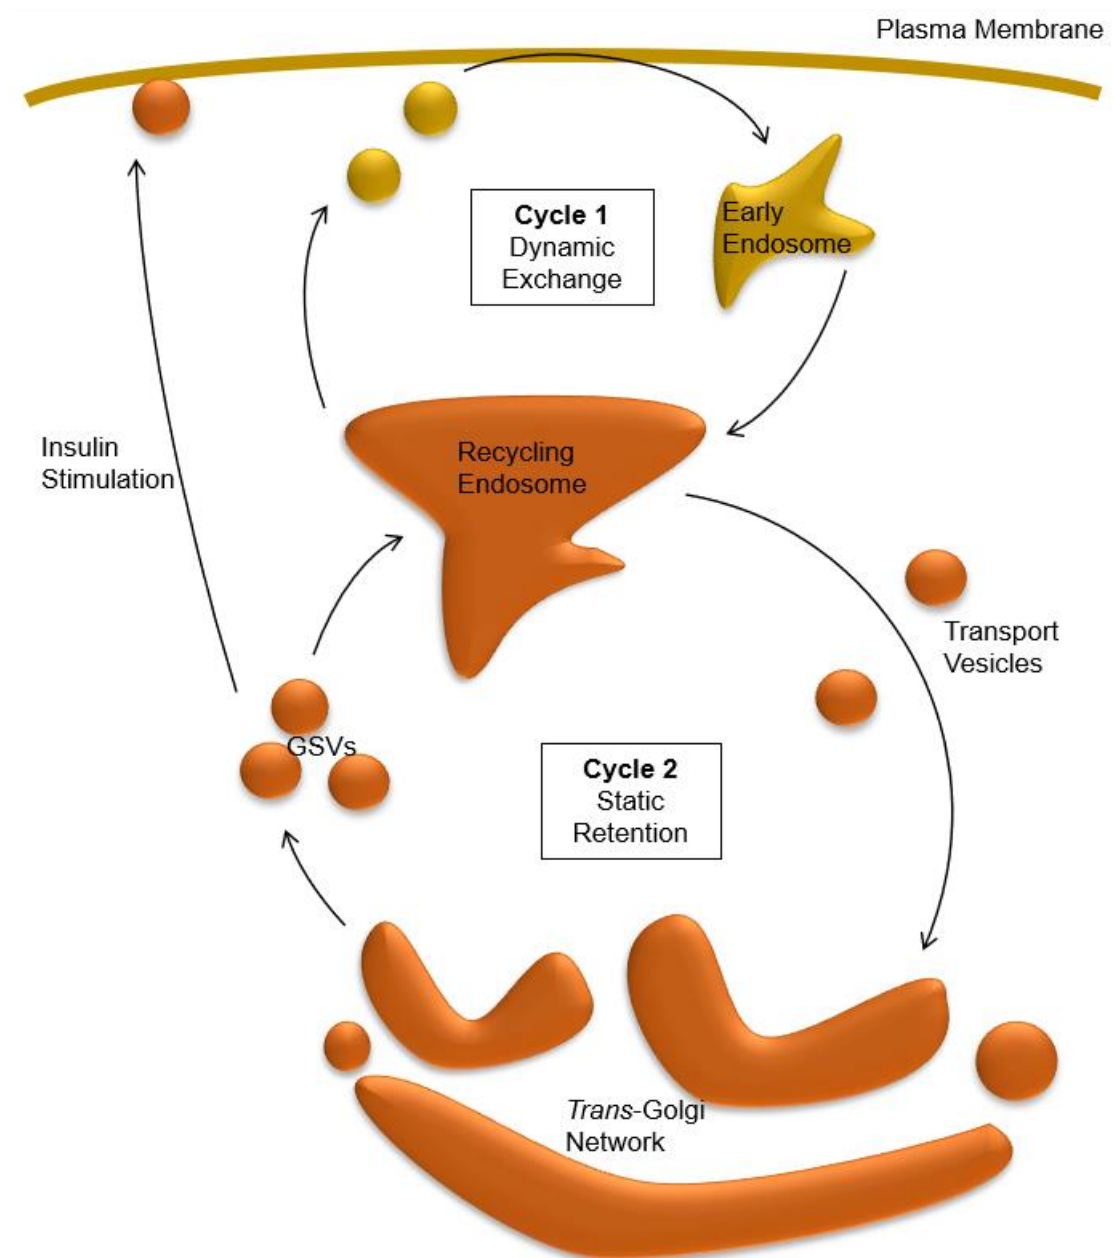 Plasma Membrane
Cycle 1
Dynamic
Exchange
Early
Endosome
Insulin
Stimulation
Recycling
Endosome
Transport
Vesicles
GSVs
Cycle 2
Static
Retention
Trans-Golgi
Network